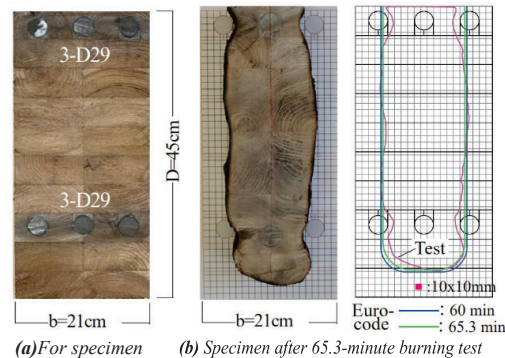 3-D29
3-D29
D=45cm
b=21cm
(a)For specimen
b=21cm
(b) Specimen after 65.3-minute burning test
Test
:10x10mm
Euro-
code
: 60 min
: 65.3 min